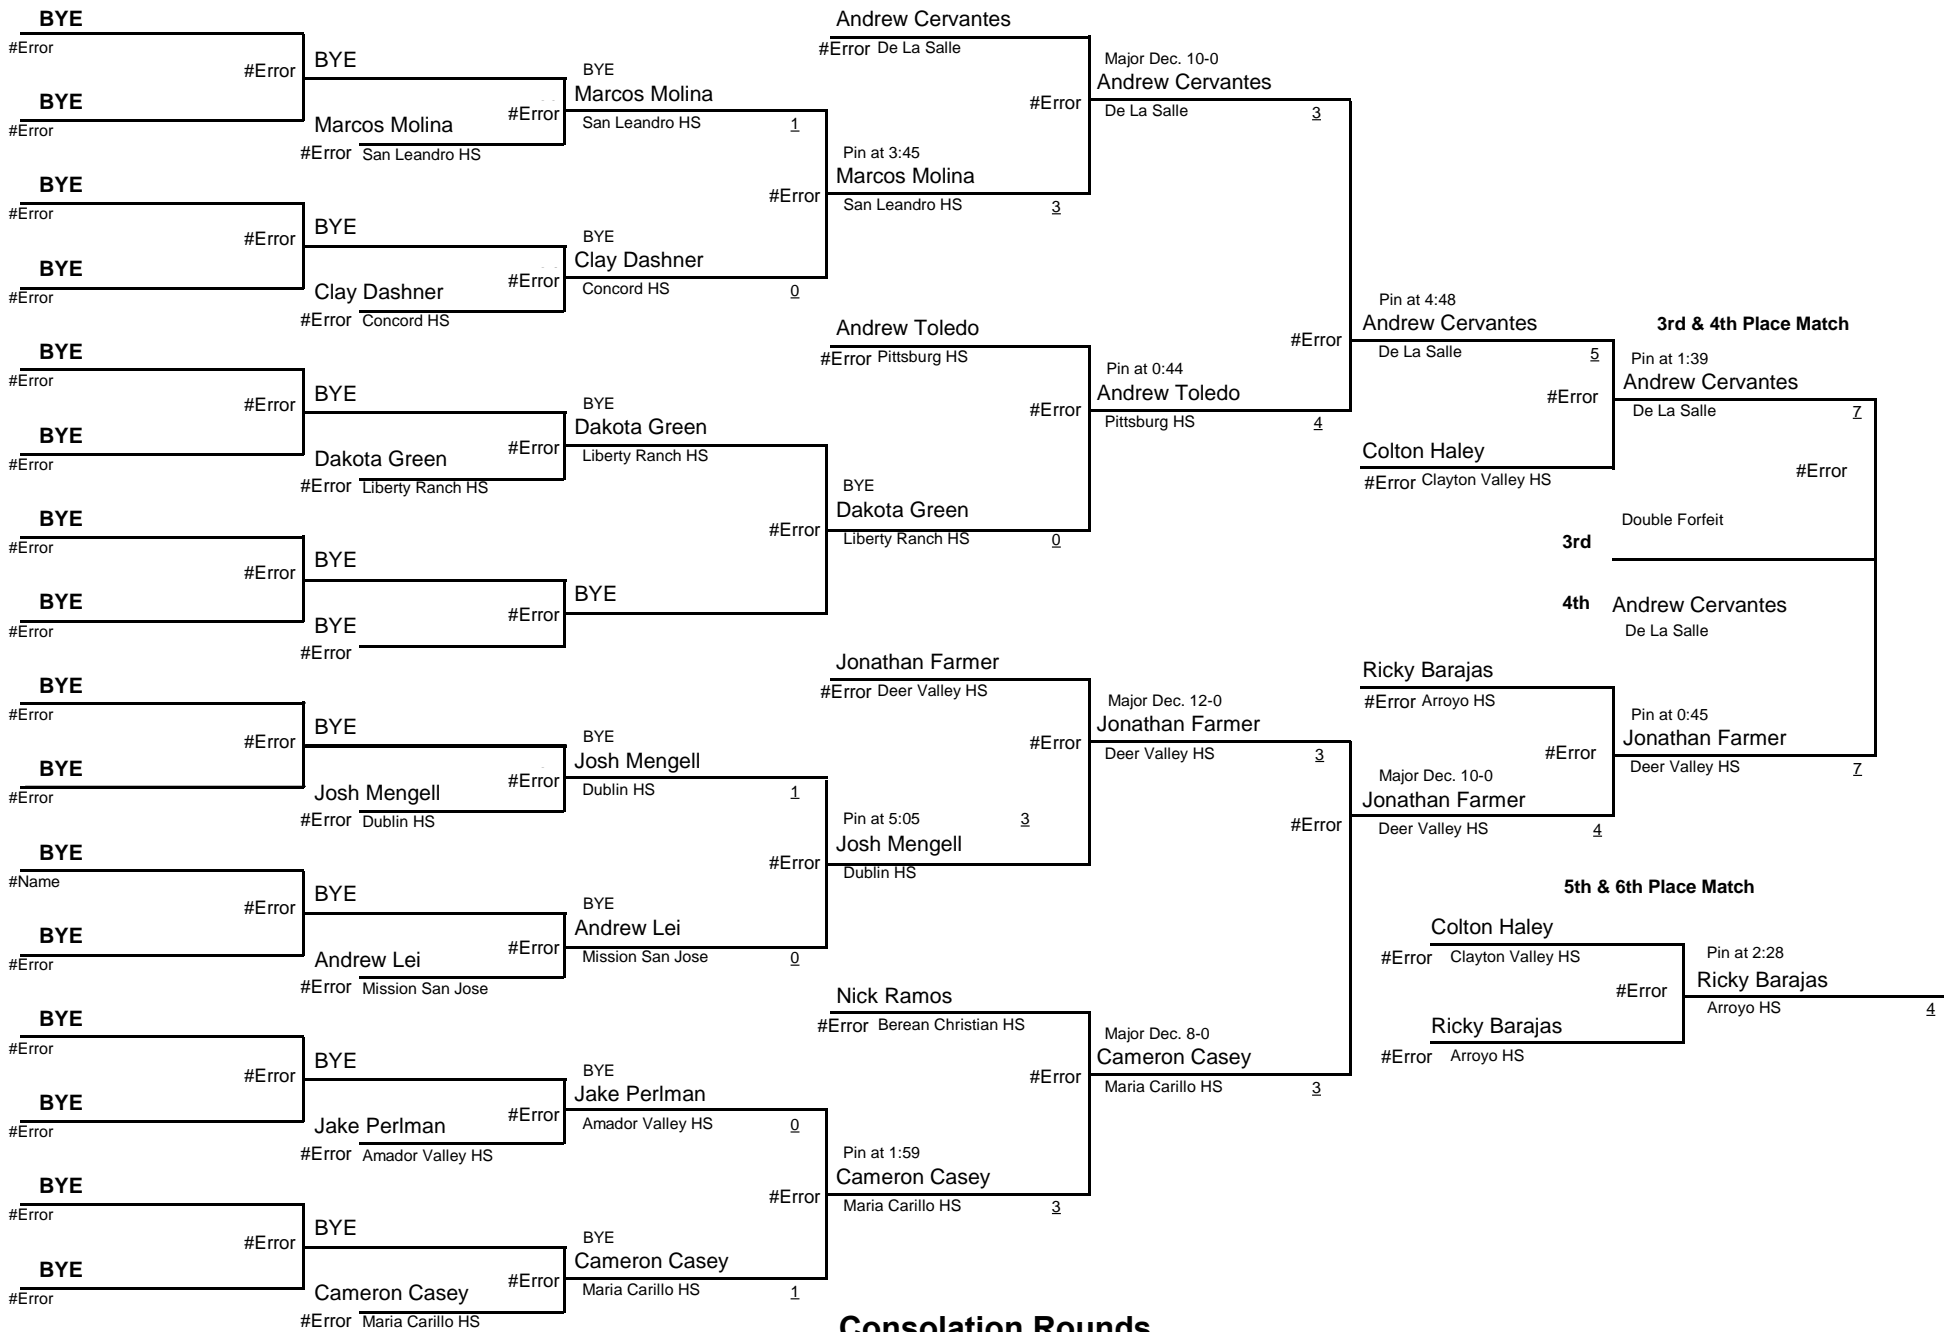 BYE
#Error
#Error
BYE
#Error
BYE
Marcos Molina
#Error San Leandro HS
#Error
BYE
Marcos Molina
San Leandro HS 1
BYE
#Error
#Error
BYE
#Error
BYE
Clay Dashner
#Error Concord HS
#Error
BYE
Clay Dashner
Concord HS 0
#Error
Pin at 3:45
Marcos Molina
San Leandro HS 3
Andrew Cervantes
#Error De La Salle
#Error
Major Dec. 10-0
Andrew Cervantes
De La Salle 3
BYE
#Error
#Error
BYE
#Error
BYE
Dakota Green
#Error Liberty Ranch HS
#Error
BYE
Dakota Green
Liberty Ranch HS
BYE
#Error
#Error
BYE
#Error
BYE
BYE
#Error
#Error
BYE
#Error
BYE
Dakota Green
Liberty Ranch HS 0
Andrew Toledo
#Error Pittsburg HS
#Error
Pin at 0:44
Andrew Toledo
Pittsburg HS 4
#Error
Pin at 4:48
Andrew Cervantes
De La Salle 5
#Error
Colton Haley
#Error Clayton Valley HS
3rd & 4th Place Match
Pin at 1:39
Andrew Cervantes
De La Salle 7
#Error
Double Forfeit
3rd
4th Andrew Cervantes
De La Salle
BYE
#Error
#Error
BYE
#Error
BYE
Josh Mengell
#Error Dublin HS
#Error
BYE
Josh Mengell
Dublin HS 1
BYE
#Name
#Error
BYE
#Error
BYE
Andrew Lei
#Error Mission San Jose
#Error
BYE
Andrew Lei
Mission San Jose 0
#Error
Pin at 5:05 3
Josh Mengell
Dublin HS
Jonathan Farmer
#Error Deer Valley HS
#Error
Major Dec. 12-0
Jonathan Farmer
Deer Valley HS 3
BYE
#Error
#Error
BYE
#Error
BYE
Jake Perlman
#Error Amador Valley HS
#Error
BYE
Jake Perlman
Amador Valley HS 0
BYE
#Error
#Error
BYE
#Error
BYE
Cameron Casey
#Error Maria Carillo HS
#Error
BYE
Cameron Casey
Maria Carillo HS 1
#Error
Pin at 1:59
Cameron Casey
Maria Carillo HS 3
Nick Ramos
#Error Berean Christian HS
#Error
Major Dec. 8-0
Cameron Casey
Maria Carillo HS 3
#Error
Major Dec. 10-0
Jonathan Farmer
Deer Valley HS 4
Ricky Barajas
#Error Arroyo HS
#Error
Pin at 0:45
Jonathan Farmer
Deer Valley HS 7
5th & 6th Place Match
Colton Haley
#Error Clayton Valley HS
#Error
Ricky Barajas
#Error Arroyo HS
Pin at 2:28
Ricky Barajas
Arroyo HS 4
Consolation Rounds